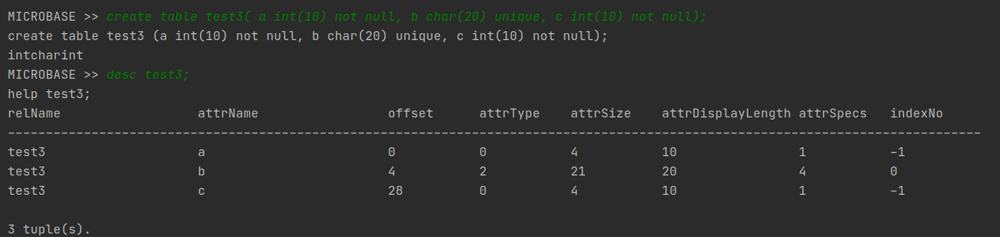 MICROBASE >> create table test3( a int(10) not null, b char(20) unique, c int(10) not null);
create table test3 (a int(10) not null, b char(20) unique, c int(10) not null);
intcharint
MICROBASE >> desc test3;
help test3;
relName attrName offset attrType attrSize attrDisplayLength attrSpecs indexNo
--------------------------------------------------------------------------------------------------------------------------------
test3 a 0 0 4 10 1 -1
test3 b 4 2 21 20 4 0
test3 c 28 0 4 10 1 -1
3 tuple(s).